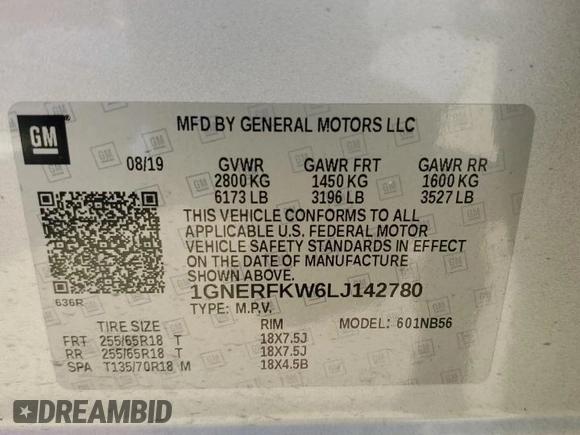 GM
MFD BY GENERAL MOTORS LLC
08/19 GVWR GAWR FRT GAWR RR
2800 KG 1450 KG 1600 KG
6173 LB 3196 LB 3527 LB
THIS VEHICLE CONFORMS TO ALL
APPLICABLE U.S. FEDERAL MOTOR
VEHICLE SAFETY STANDARDS IN EFFECT
ON THE DATE OF MANUFACTURE
SHOWN ABOVE.
1GNERFKW6LJ142780
636R
TYPE: M.P.V.
TIRE SIZE RIM MODEL: 601NB56
FRT 255/65R18 T 18X7.5J
RR 255/65R18 T 18X7.5J
SPA T135/70R18 M 18X4.5B
DREAMBID